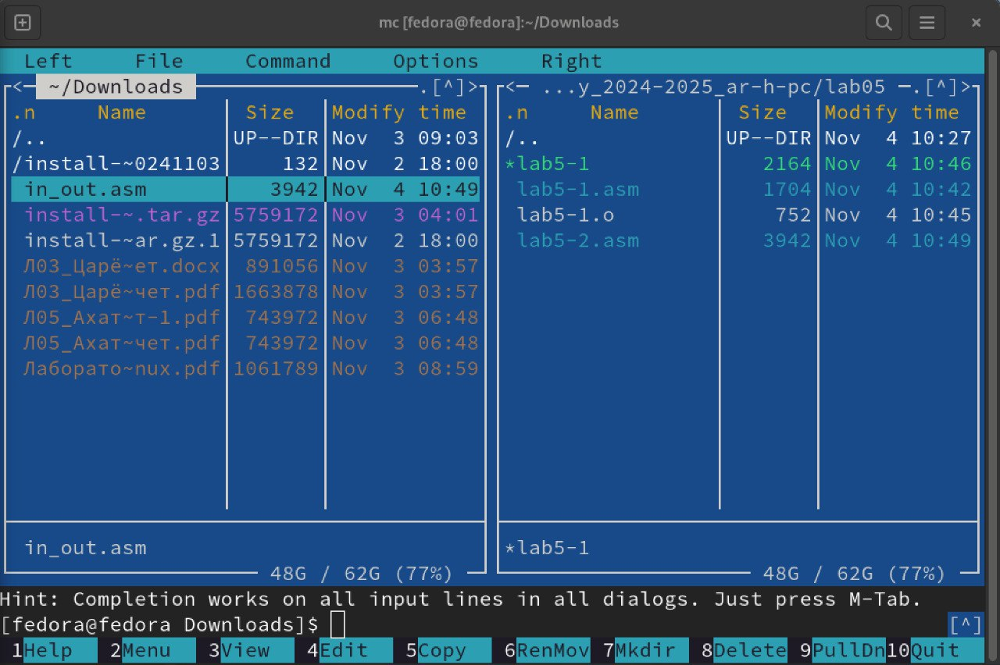 mc [fedora@fedora]:~/Downloads
Left File Command Options Right
<─ ~/Downloads ─.[^]>
.n Name Size Modify time
/.. UP--DIR Nov 3 09:03
/install-~0241103 132 Nov 2 18:00
in_out.asm 3942 Nov 4 10:49
install-~.tar.gz 5759172 Nov 3 04:01
install-~ar.gz.1 5759172 Nov 2 18:00
Л03_Царё~ет.docx 891056 Nov 3 03:57
Л03_Царё~чет.pdf 1663878 Nov 3 03:57
Л05_Ахат~т-1.pdf 743972 Nov 3 06:48
Л05_Ахат~чет.pdf 743972 Nov 3 06:48
Лаборато~nux.pdf 1061789 Nov 3 08:59
in_out.asm
48G / 62G (77%)
<─ ...y_2024-2025_ar-h-pc/lab05 ─.[^]>
.n Name Size Modify time
/.. UP--DIR Nov 4 10:27
*lab5-1 2164 Nov 4 10:46
lab5-1.asm 1704 Nov 4 10:42
lab5-1.o 752 Nov 4 10:45
lab5-2.asm 3942 Nov 4 10:49
*lab5-1
48G / 62G (77%)
Hint: Completion works on all input lines in all dialogs. Just press M-Tab.
[fedora@fedora Downloads]$ [^]
1Help 2Menu 3View 4Edit 5Copy 6RenMov 7Mkdir 8Delete 9PullDn 10Quit